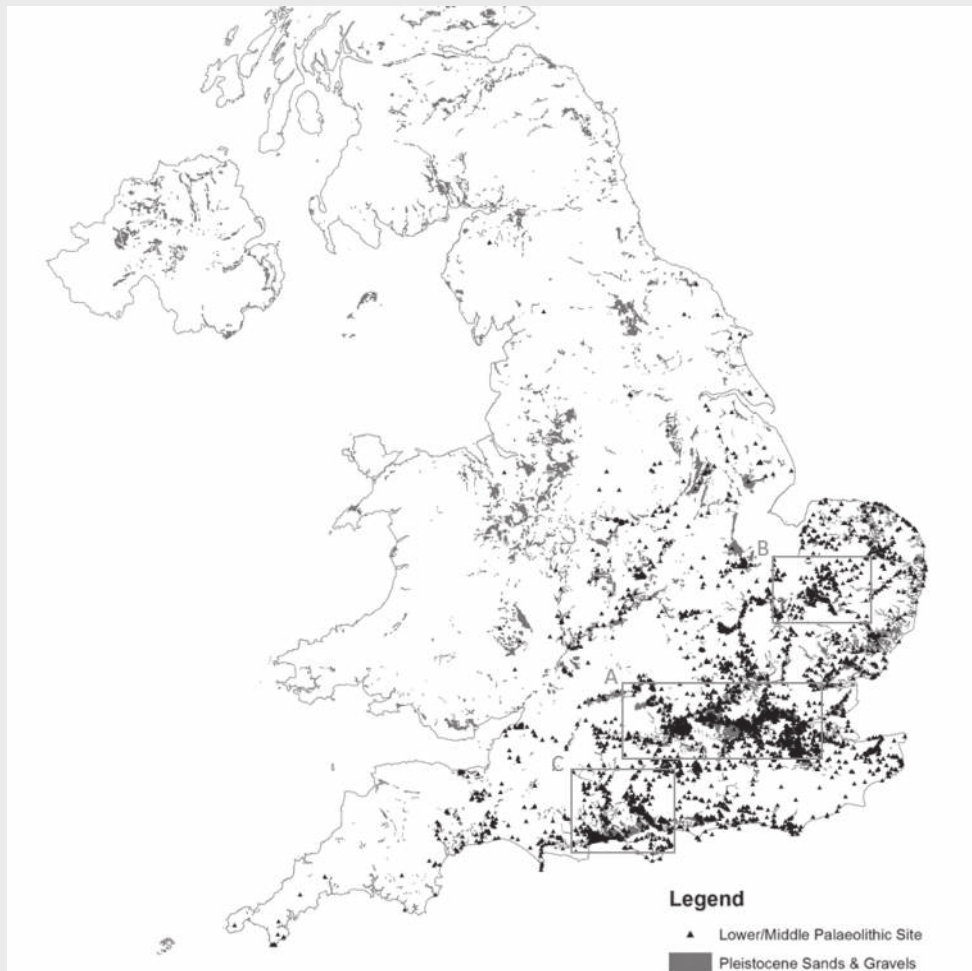 B
A
C
Legend
Lower/Middle Palaeolithic Site
Pleistocene Sands & Gravels